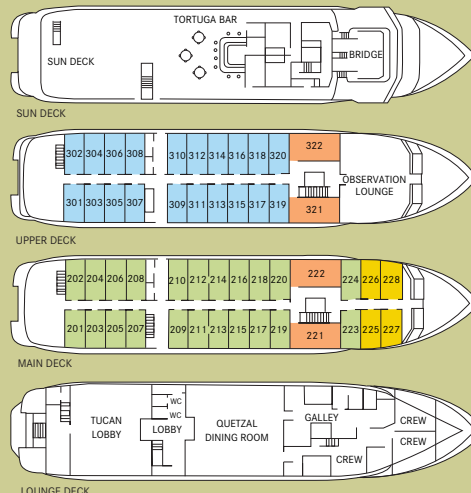 TORTUGA BAR
SUN DECK
BRIDGE
SUN DECK
302 304 306 308 310 312 314 316 318 320 322
OBSERVATION
LOUNGE
301 303 305 307 309 311 313 315 317 319 321
UPPER DECK
202 204 206 208 210 212 214 216 218 220 222 224 226 228
201 203 205 207 209 211 213 215 217 219 221 223 225 227
MAIN DECK
WC
WC
TUCAN
LOBBY
LOBBY
QUETZAL
DINING ROOM
GALLEY
CREW
CREW
CREW
LOUNGE DECK